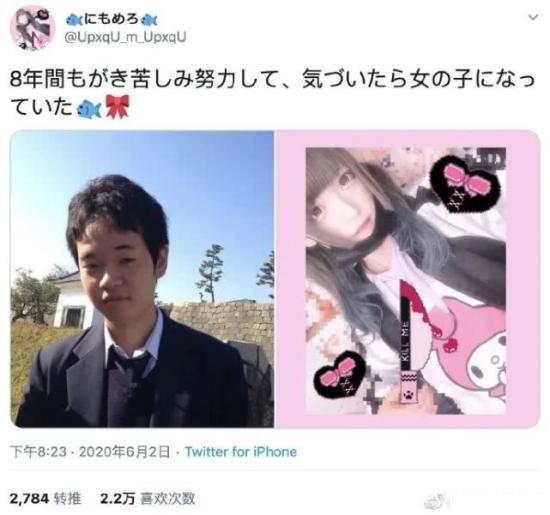 🐟にもめろ🐟
@UpxqU_m_UpxqU
8年間もがき苦しみ努力して、気づいたら女の子になっ
ていた🐟🎀
XX
KILL ME
XX
下午8:23 · 2020年6月2日 · Twitter for iPhone
2,784 转推 2.2万 喜欢次数